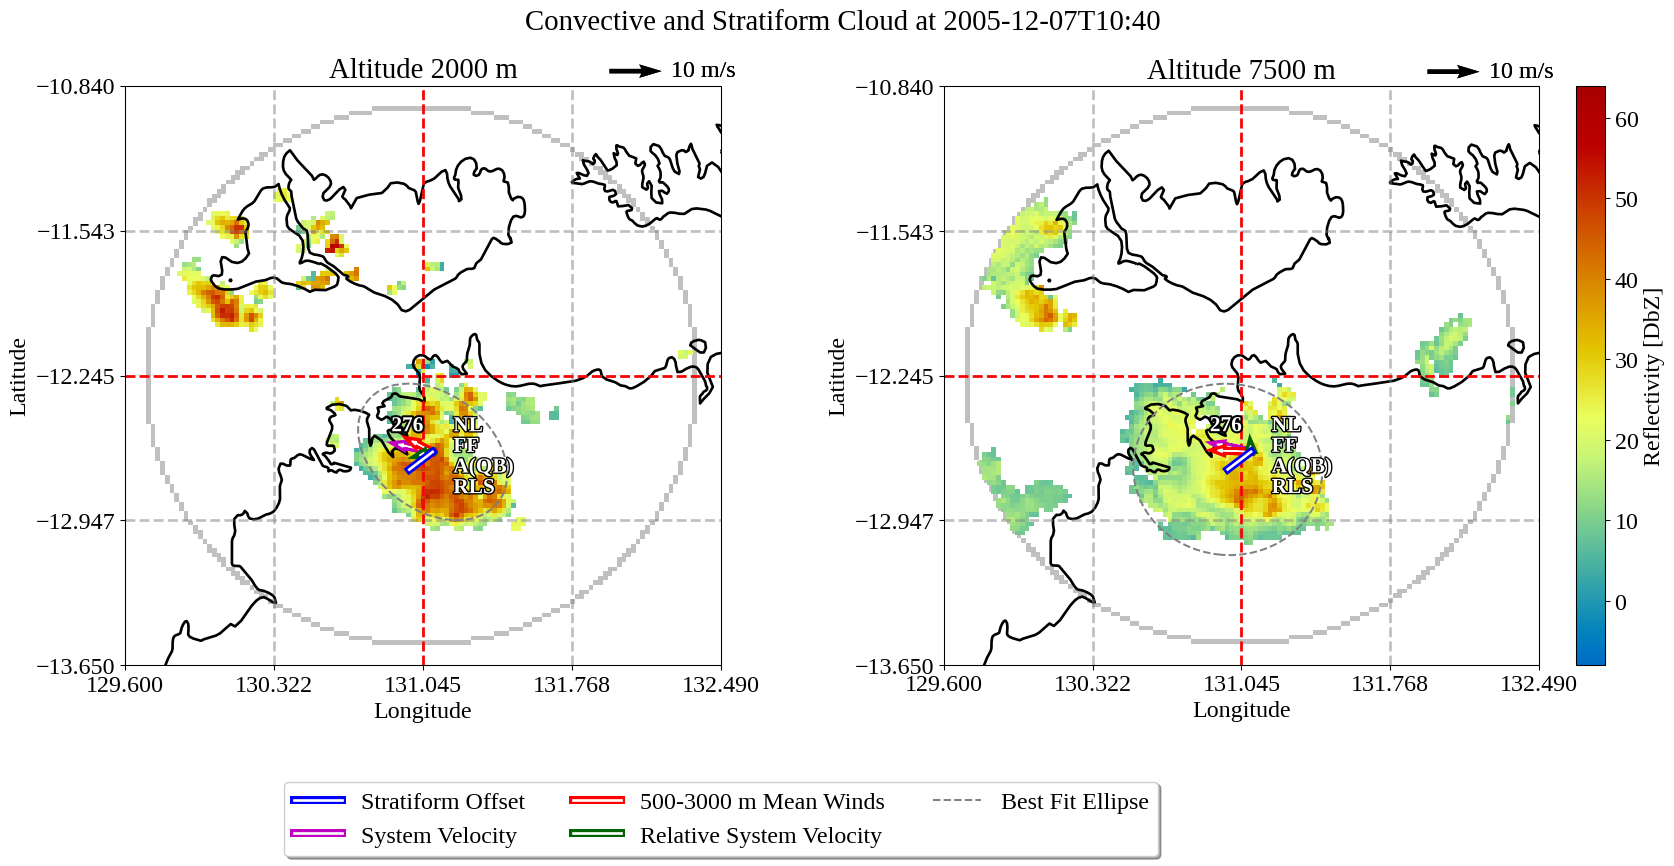 Convective and Stratiform Cloud at 2005-12-07T10:40
Altitude 2000 m
10 m/s
Altitude 7500 m
10 m/s
−10.840
−11.543
−12.245
−12.947
−13.650
Latitude
129.600
130.322
131.045
131.768
132.490
Longitude
276
NL
FF
A(QB)
RLS
−10.840
−11.543
−12.245
−12.947
−13.650
Latitude
129.600
130.322
131.045
131.768
132.490
Longitude
276
NL
FF
A(QB)
RLS
60
50
40
30
20
10
0
Reflectivity [DbZ]
Stratiform Offset
500-3000 m Mean Winds
Best Fit Ellipse
System Velocity
Relative System Velocity